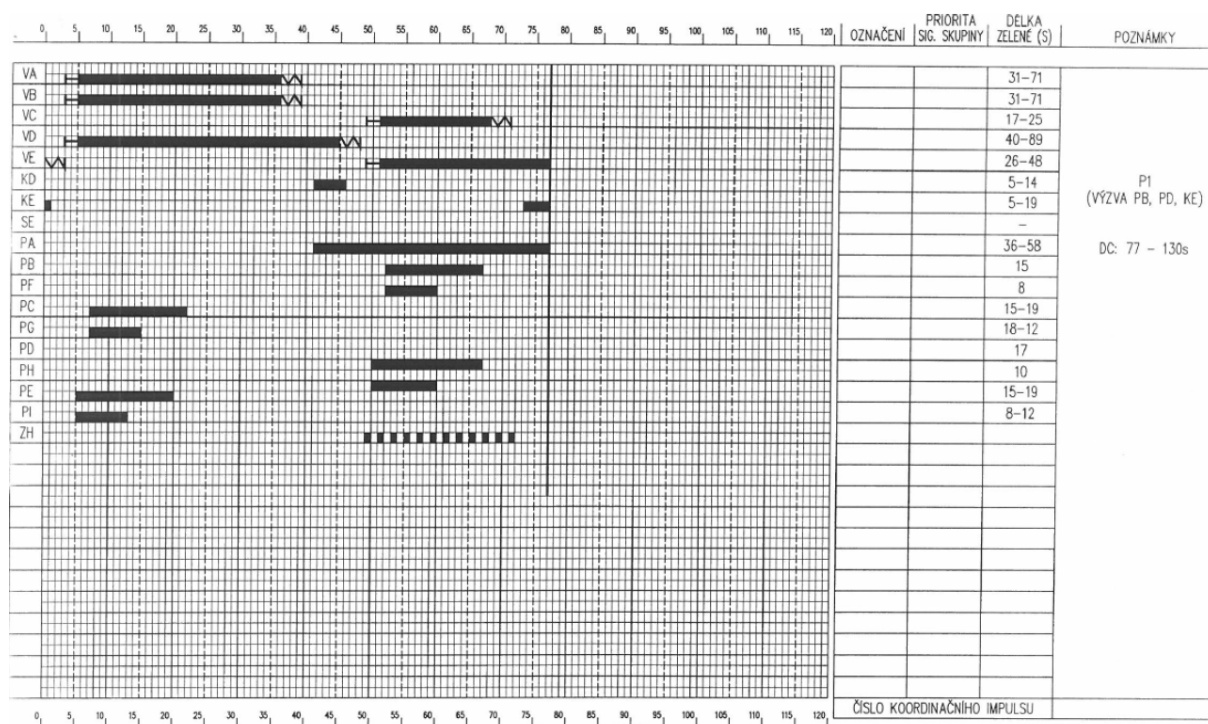 0 5 10 15 20 25 30 35 40 45 50 55 60 65 70 75 80 85 90 95 100 105 110 115 120
OZNAČENÍ
PRIORITA
SIG. SKUPINY
DÉLKA
ZELENÉ (S)
POZNÁMKY
VA 31-71
VB 31-71
VC 17-25
VD 40-89
VE 26-48
KD 5-14
KE 5-19
SE -
PA 36-58
PB 15
PF 8
PC 15-19
PG 18-12
PD 17
PH 10
PE 15-19
PI 8-12
ZH
P1
(VÝZVA PB, PD, KE)
DC: 77 - 130s
0 5 10 15 20 25 30 35 40 45 50 55 60 65 70 75 80 85 90 95 100 105 110 115 120
ČÍSLO KOORDINAČNÍHO IMPULSU